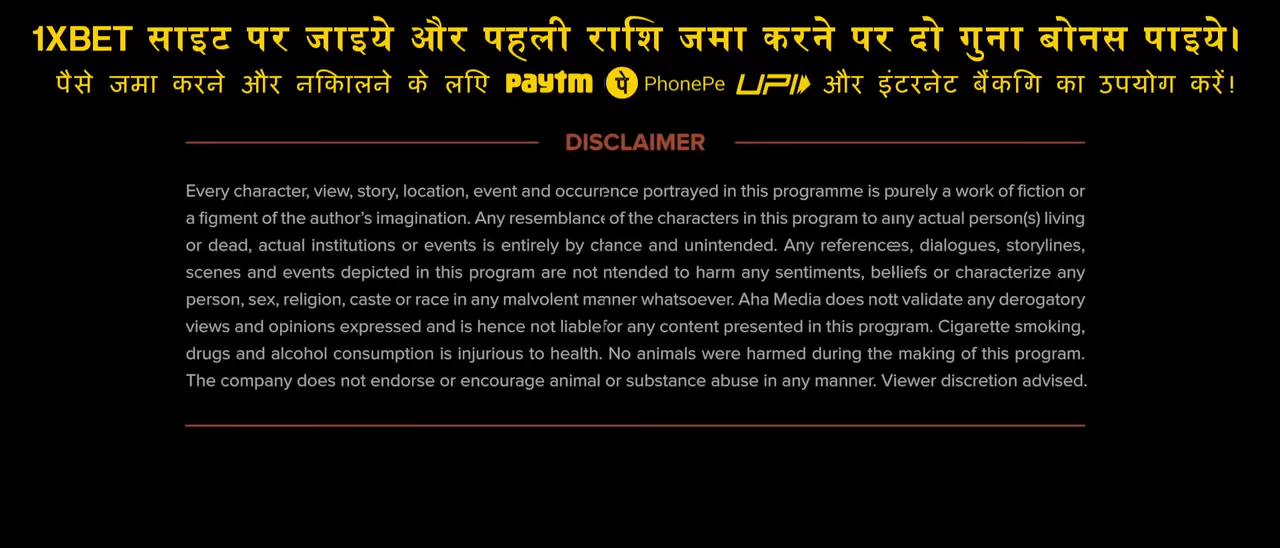 1XBET साइट पर जाइये और पहली राशि जमा करने पर दो गुना बोनस पाइये।
पैसे जमा करने और नकिालने के लएि Paytm पे PhonePe UPI और इंटरनेट बैंकगि का उपयोग करें!
DISCLAIMER
Every character, view, story, location, event and occurrence portrayed in this programme is purely a work of fiction or
a figment of the author's imagination. Any resemblance of the characters in this program to any actual person(s) living
or dead, actual institutions or events is entirely by chance and unintended. Any references, dialogues, storylines,
scenes and events depicted in this program are not ntended to harm any sentiments, beliefs or characterize any
person, sex, religion, caste or race in any malvolent manner whatsoever. Aha Media does not validate any derogatory
views and opinions expressed and is hence not liable for any content presented in this program. Cigarette smoking,
drugs and alcohol consumption is injurious to health. No animals were harmed during the making of this program.
The company does not endorse or encourage animal or substance abuse in any manner. Viewer discretion advised.